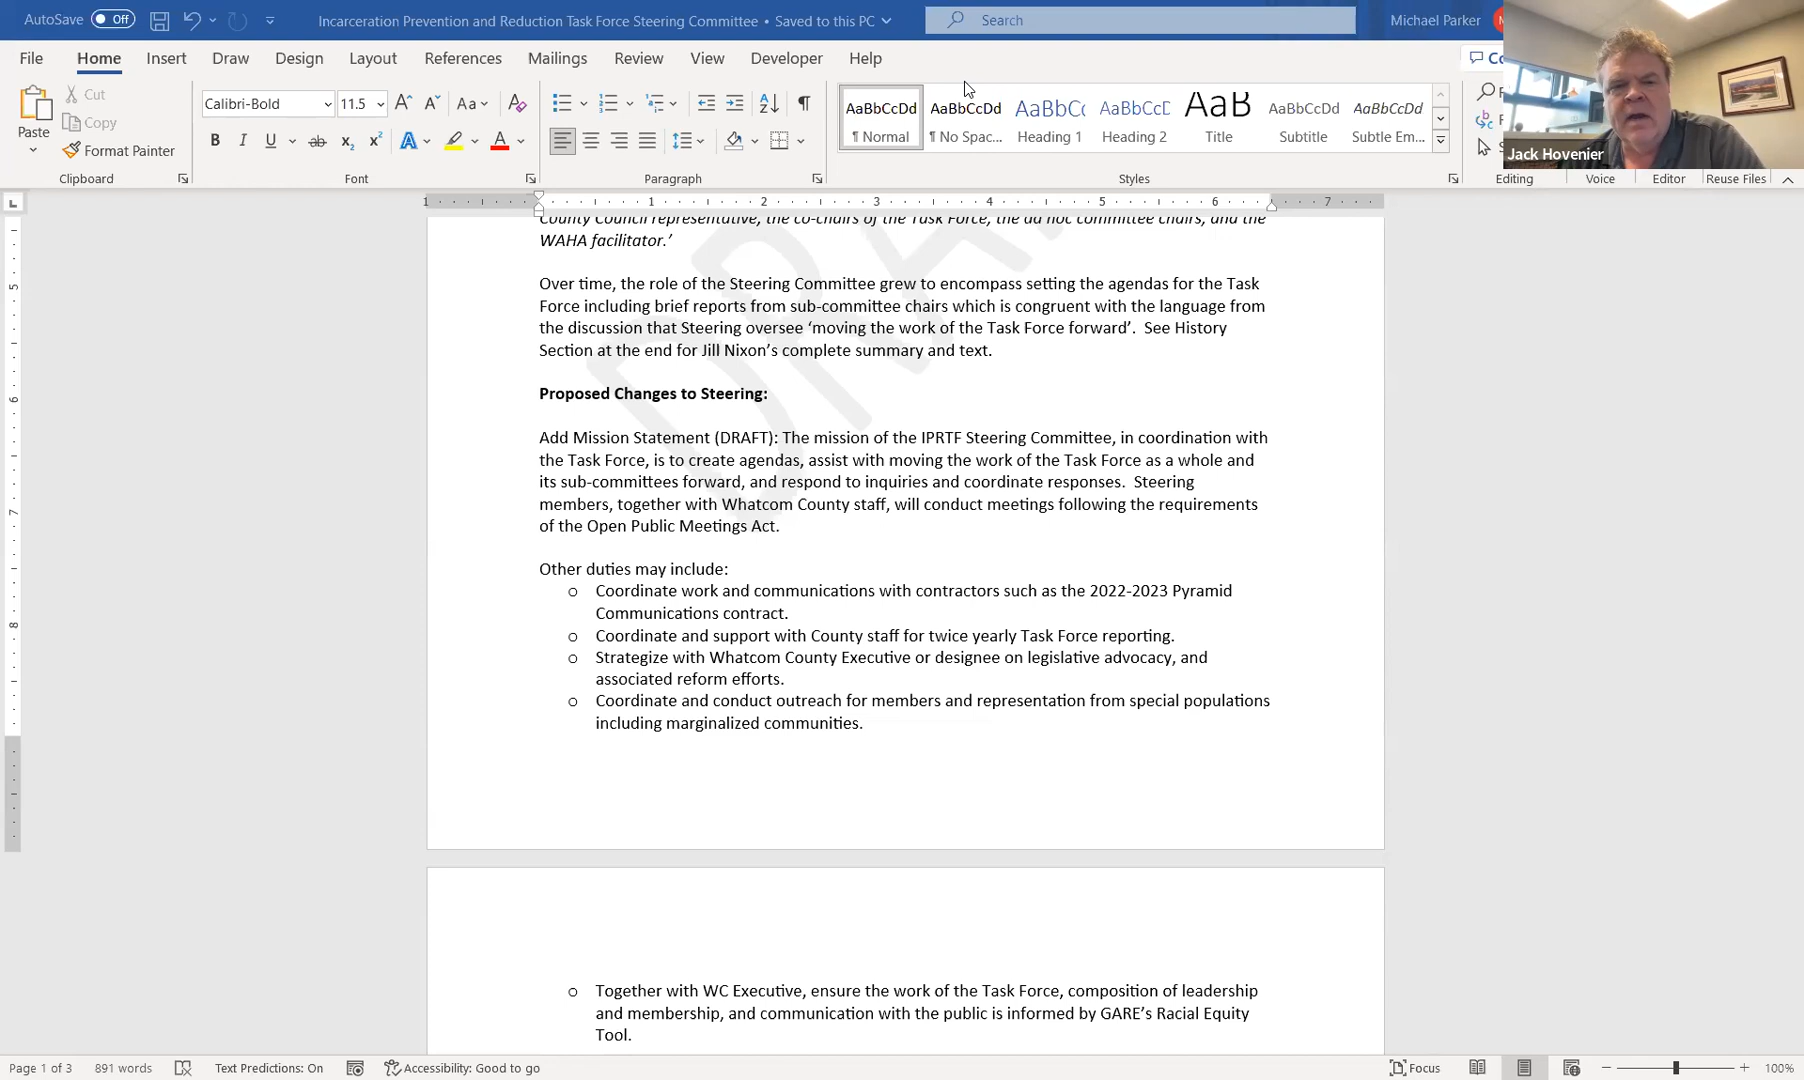 AutoSave Off Incarceration Prevention and Reduction Task Force Steering Committee • Saved to this PC Search Michael Parker
File Home Insert Draw Design Layout References Mailings Review View Developer Help
Paste Cut Calibri-Bold 11.5 Aa AaBbCcDd AaBbCcDd AaBbCc AaBbCcD AaB AaBbCcDd AaBbCcDd
Copy ¶ Normal ¶ No Spac... Heading 1 Heading 2 Title Subtitle Subtle Em...
Format Painter
Jack Hovenier
Clipboard Font Paragraph Styles Editing Voice Editor Reuse Files
1 1 2 3 4 5 6 7
DRA
County Council representative, the co-chairs of the Task Force, the ad hoc committee chairs, and the
WAHA facilitator.’
Over time, the role of the Steering Committee grew to encompass setting the agendas for the Task
Force including brief reports from sub-committee chairs which is congruent with the language from
the discussion that Steering oversee ‘moving the work of the Task Force forward’. See History
Section at the end for Jill Nixon’s complete summary and text.
Proposed Changes to Steering:
Add Mission Statement (DRAFT): The mission of the IPRTF Steering Committee, in coordination with
the Task Force, is to create agendas, assist with moving the work of the Task Force as a whole and
its sub-committees forward, and respond to inquiries and coordinate responses. Steering
members, together with Whatcom County staff, will conduct meetings following the requirements
of the Open Public Meetings Act.
Other duties may include:
o Coordinate work and communications with contractors such as the 2022-2023 Pyramid
Communications contract.
o Coordinate and support with County staff for twice yearly Task Force reporting.
o Strategize with Whatcom County Executive or designee on legislative advocacy, and
associated reform efforts.
o Coordinate and conduct outreach for members and representation from special populations
including marginalized communities.
o Together with WC Executive, ensure the work of the Task Force, composition of leadership
and membership, and communication with the public is informed by GARE’s Racial Equity
Tool.
5
6
7
8
Page 1 of 3 891 words Text Predictions: On Accessibility: Good to go Focus 100%